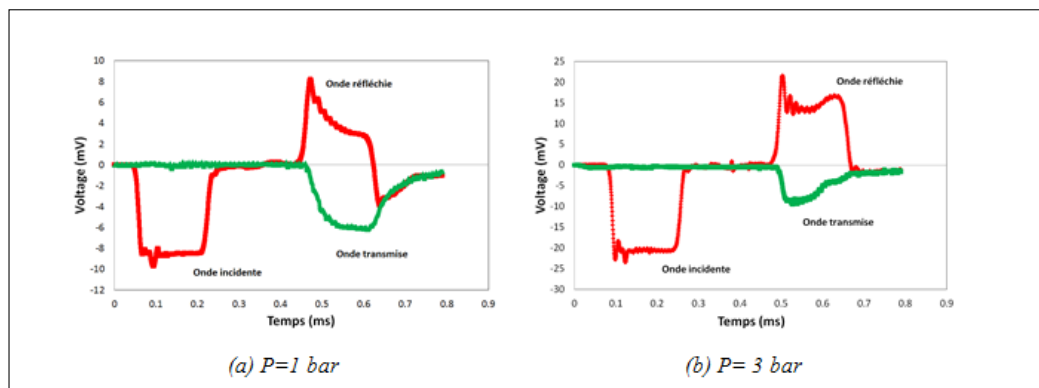 10
8
6
4
2
0
-2
-4
-6
-8
-10
-12
Voltage (mV)
Onde réfléchie
Onde transmise
Onde incidente
0 0.1 0.2 0.3 0.4 0.5 0.6 0.7 0.8 0.9
Temps (ms)
(a) P=1 bar
25
20
15
10
5
0
-5
-10
-15
-20
-25
-30
Voltage (mV)
Onde réfléchie
Onde transmise
Onde incidente
0 0.1 0.2 0.3 0.4 0.5 0.6 0.7 0.8 0.9
Temps (ms)
(b) P= 3 bar